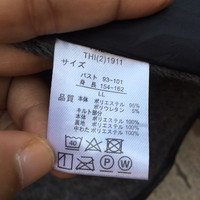 THI(2)1911
サイズ
バスト 93-101
身長 154-162
LL
品質 本体 ポリエステル 95%
ポリウレタン 5%
キルト部分
本体 ポリエステル 100%
裏地 ポリエステル 100%
中わた ポリエステル 100%
40
P W